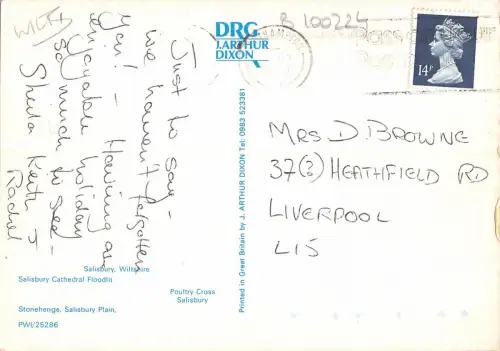 WILTS
B 100224
DRG
J. ARTHUR
DIXON
14P
Just to say -
we haven't forgotten
you! - Having an
enjoyable holiday
so much to see -
Sheila Keith &
Rachel
MRS D. BROWNE
37(?) HEATHFIELD RD
LIVERPOOL
L15
Printed in Great Britain by J. ARTHUR DIXON Tel: 0983 523381
Salisbury, Wiltshire
Salisbury Cathedral Floodlit
Poultry Cross
Salisbury
Stonehenge, Salisbury Plain,
PWI/25286